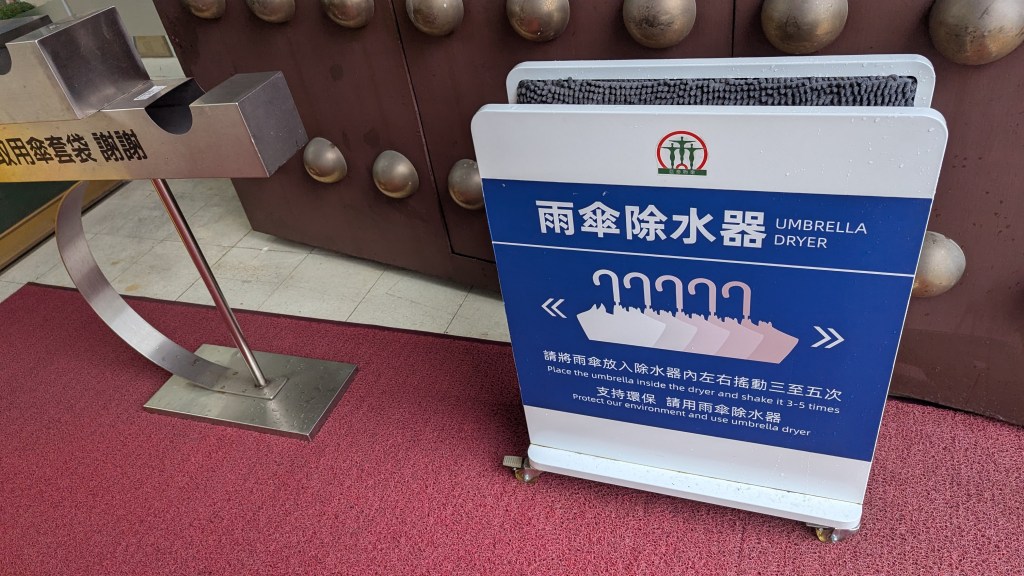 取用傘套袋 謝謝
雨傘除水器
UMBRELLA
DRYER
請將雨傘放入除水器內左右搖動三至五次
Place the umbrella inside the dryer and shake it 3-5 times
支持環保 請用雨傘除水器
Protect our environment and use umbrella dryer